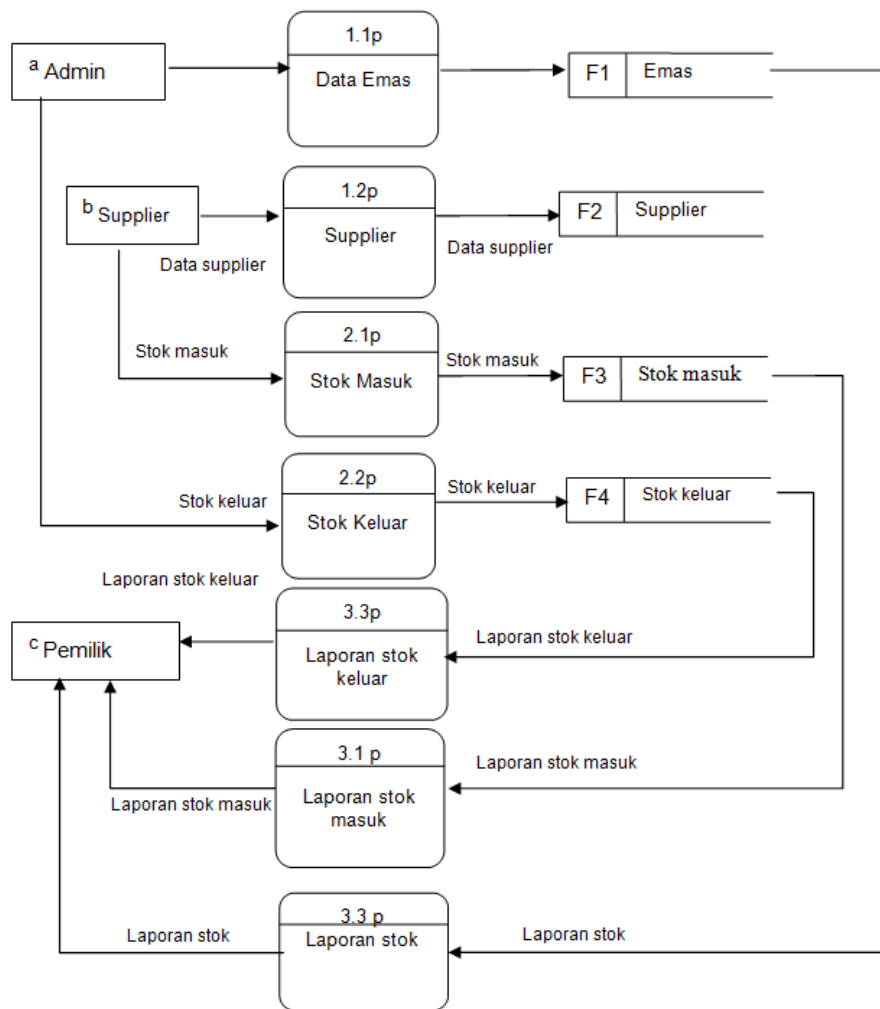 1.1p
a Admin
Data Emas
F1 Emas
1.2p
b Supplier
Supplier
F2 Supplier
Data supplier
Data supplier
2.1p
Stok masuk
Stok Masuk
Stok masuk
F3 Stok masuk
2.2p
Stok keluar
Stok Keluar
Stok keluar
F4 Stok keluar
Laporan stok keluar
3.3p
c Pemilik
Laporan stok
keluar
Laporan stok keluar
3.1 p
Laporan stok masuk
Laporan stok
masuk
Laporan stok masuk
3.3 p
Laporan stok
Laporan stok
Laporan stok